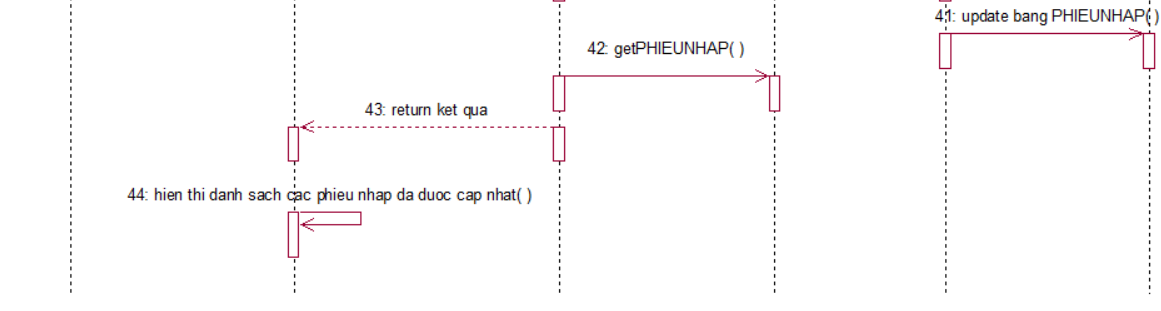 41: update bang PHIEUNHAP( )
42: getPHIEUNHAP( )
43: return ket qua
44: hien thi danh sach cac phieu nhap da duoc cap nhat( )